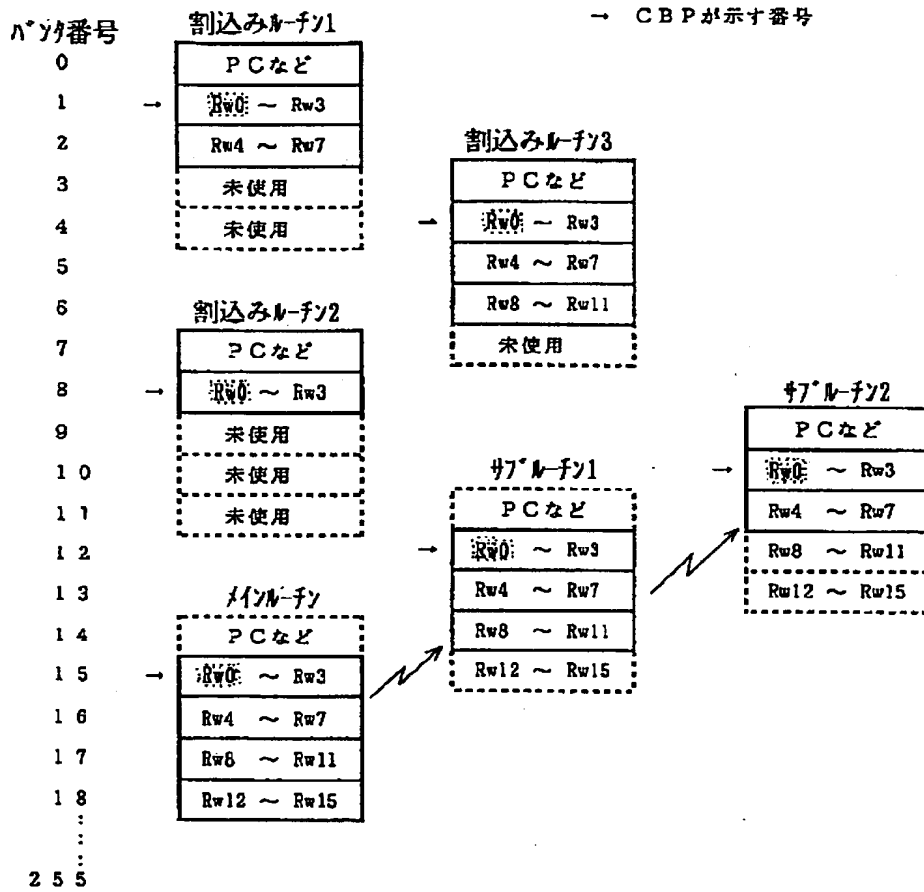 → CBPが示す番号
バンク番号
0
1
2
3
4
5
6
7
8
9
10
11
12
13
14
15
16
17
18
255
割込みルーチン1
PCなど
→ Rw0 ～ Rw3
Rw4 ～ Rw7
未使用
未使用
割込みルーチン2
PCなど
→ Rw0 ～ Rw3
未使用
未使用
未使用
メインルーチン
PCなど
→ Rw0 ～ Rw3
Rw4 ～ Rw7
Rw8 ～ Rw11
Rw12 ～ Rw15
割込みルーチン3
PCなど
→ Rw0 ～ Rw3
Rw4 ～ Rw7
Rw8 ～ Rw11
未使用
サブルーチン1
PCなど
→ Rw0 ～ Rw3
Rw4 ～ Rw7
Rw8 ～ Rw11
Rw12 ～ Rw15
サブルーチン2
PCなど
→ Rw0 ～ Rw3
Rw4 ～ Rw7
Rw8 ～ Rw11
Rw12 ～ Rw15